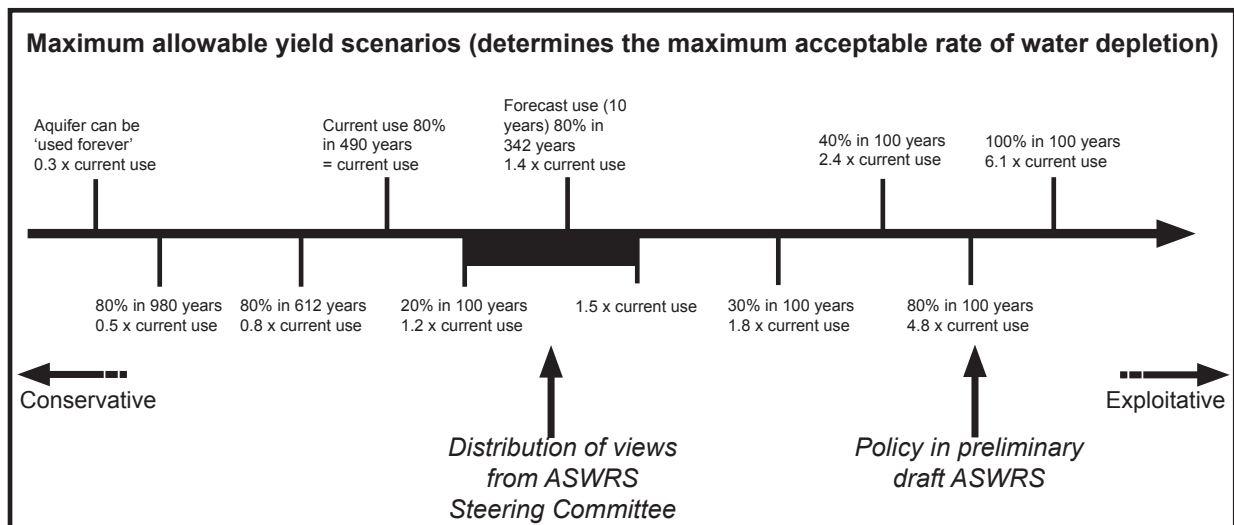 Maximum allowable yield scenarios (determines the maximum acceptable rate of water depletion)
Aquifer can be
‘used forever’
0.3 x current use
Current use 80%
in 490 years
= current use
Forecast use (10
years) 80% in
342 years
1.4 x current use
40% in 100 years
2.4 x current use
100% in 100 years
6.1 x current use
80% in 980 years
0.5 x current use
80% in 612 years
0.8 x current use
20% in 100 years
1.2 x current use
1.5 x current use
30% in 100 years
1.8 x current use
80% in 100 years
4.8 x current use
Conservative
Exploitative
Distribution of views
from ASWRS
Steering Committee
Policy in preliminary
draft ASWRS